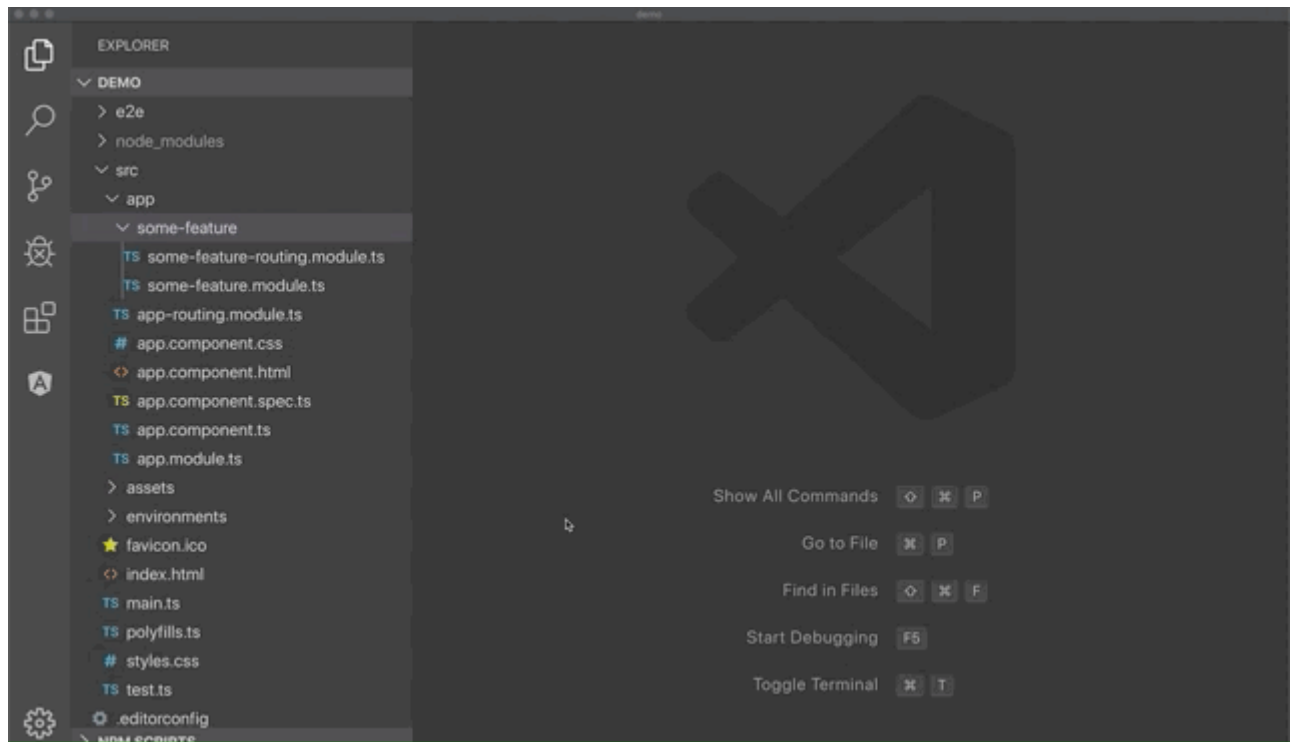 demo
EXPLORER
DEMO
e2e
node_modules
src
app
some-feature
TS some-feature-routing.module.ts
TS some-feature.module.ts
TS app-routing.module.ts
# app.component.css
<> app.component.html
TS app.component.spec.ts
TS app.component.ts
TS app.module.ts
assets
environments
favicon.ico
<> index.html
TS main.ts
TS polyfills.ts
# styles.css
TS test.ts
.editorconfig
NPM SCRIPTS
Show All Commands ⇧ ⌘ P
Go to File ⌘ P
Find in Files ⇧ ⌘ F
Start Debugging F5
Toggle Terminal ⌘ T